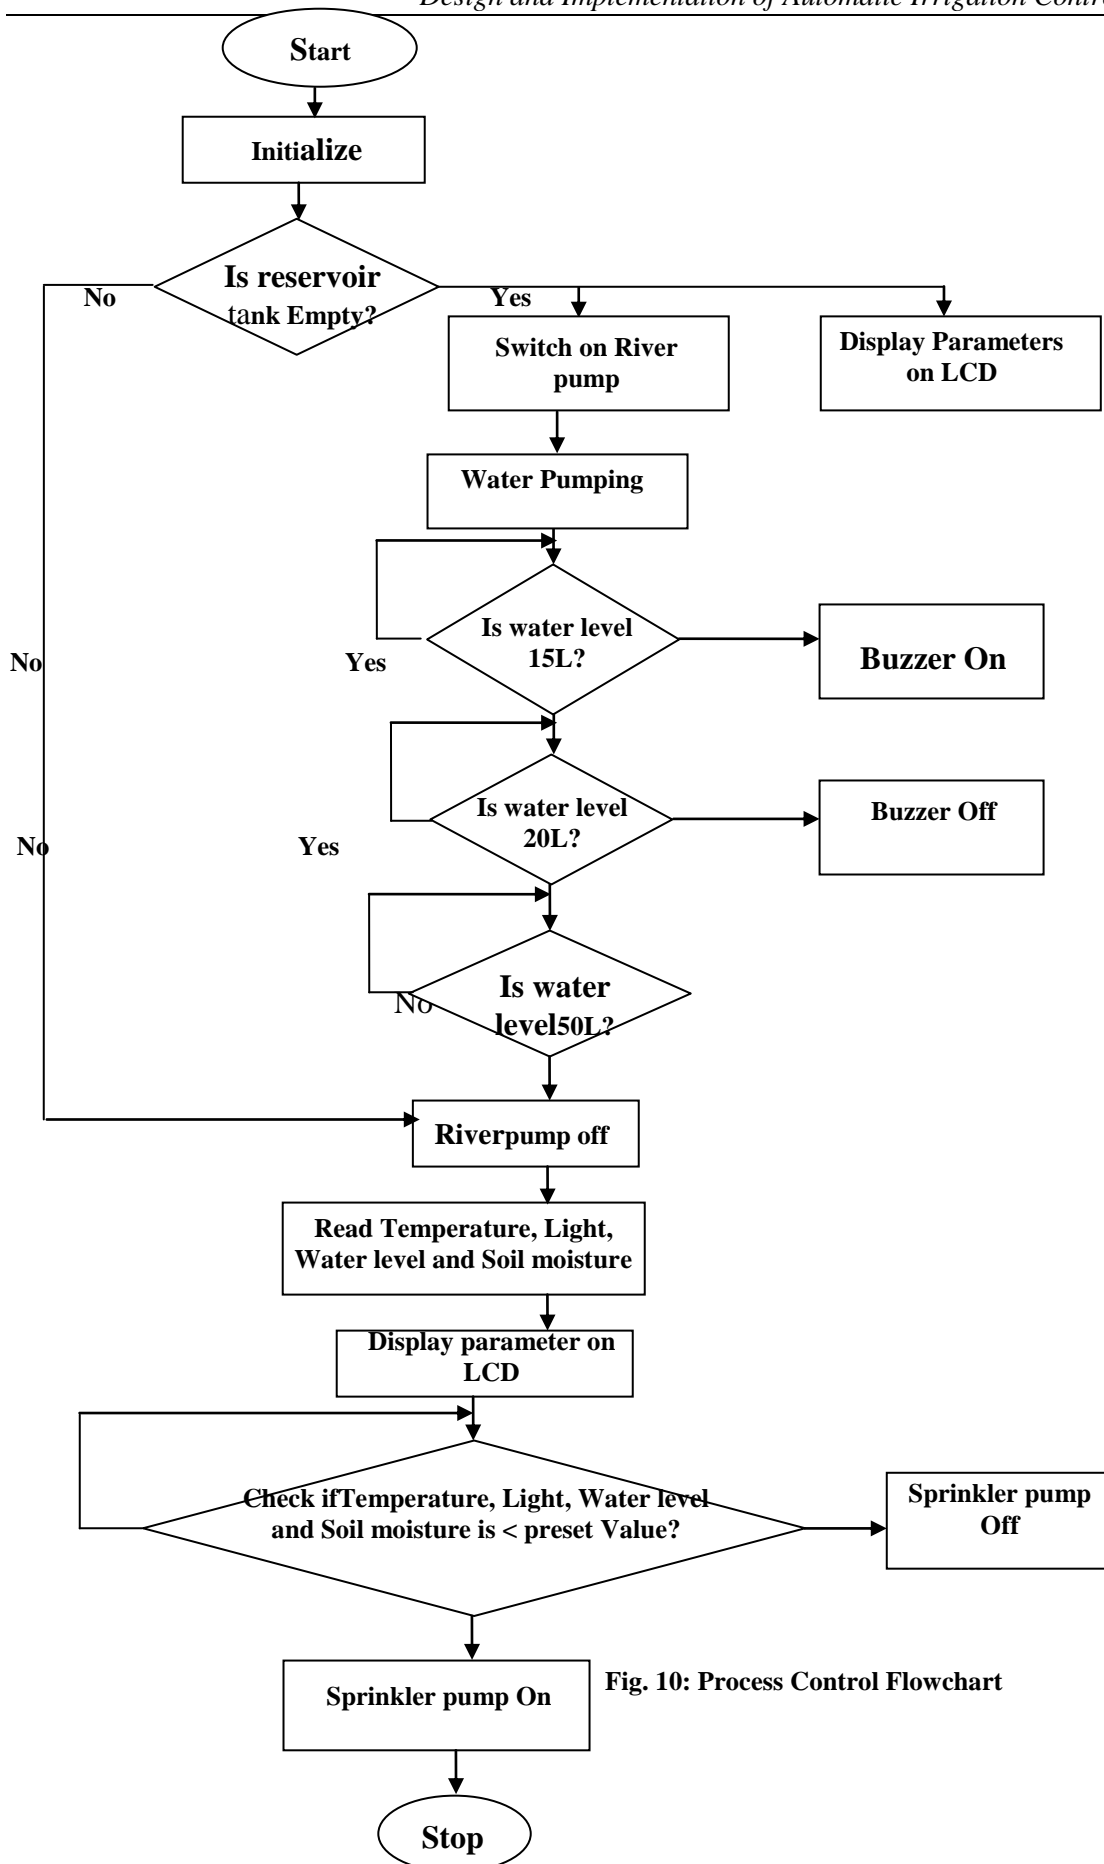 Design and Implementation of Automatic Irrigation Contro
Start
Initialize
Is reservoir
tank Empty?
No
Yes
Switch on River
pump
Display Parameters
on LCD
Water Pumping
Is water level
15L?
Buzzer On
No
Yes
Is water level
20L?
Buzzer Off
No
Yes
Is water
level50L?
No
Riverpump off
Read Temperature, Light,
Water level and Soil moisture
Display parameter on
LCD
Check ifTemperature, Light, Water level
and Soil moisture is < preset Value?
Sprinkler pump
Off
Sprinkler pump On
Fig. 10: Process Control Flowchart
Stop